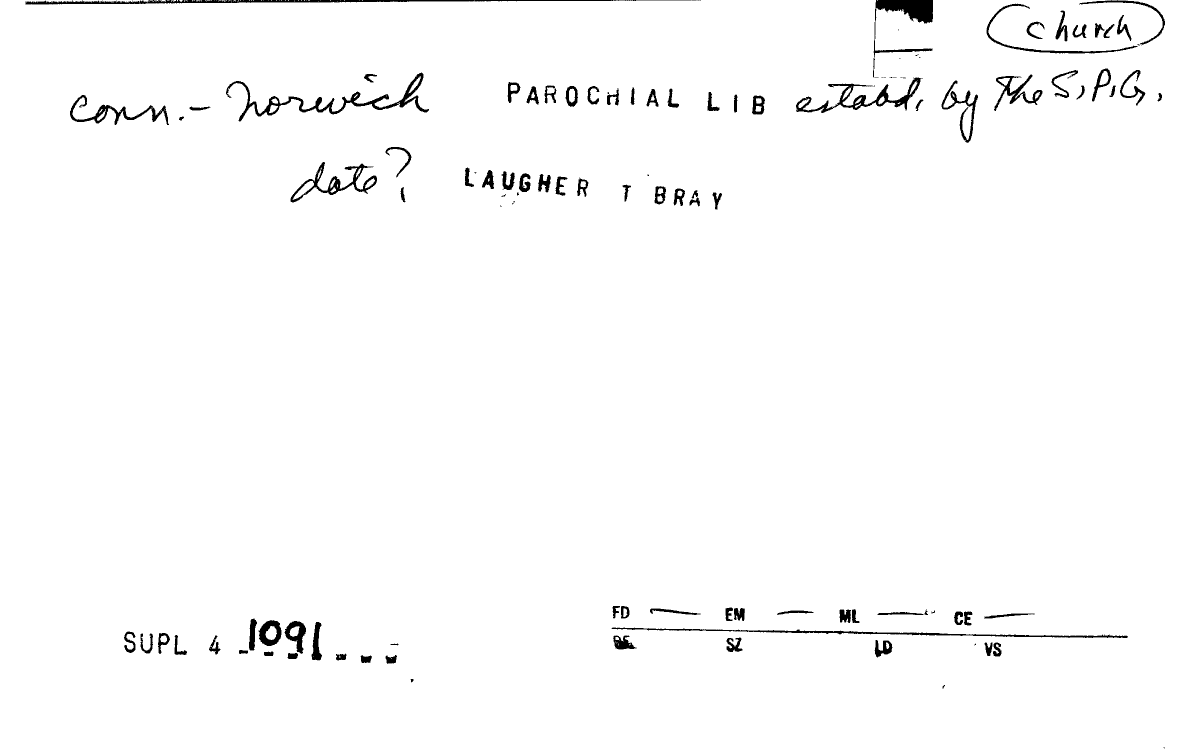 church
Conn. - Norwich PAROCHIAL LIB estabd. by the S.P.G.
date? LAUGHER T BRAY
FD — EM — ML — CE —
SUPL 4 1091
SZ LD VS